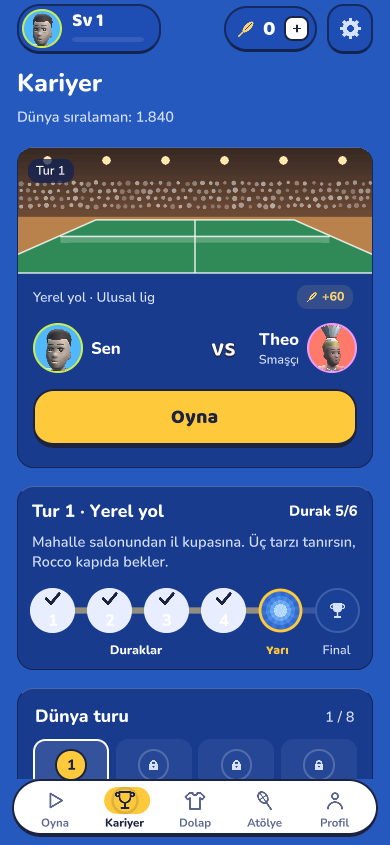 Sv 1
0
+
Kariyer
Dünya sıralaman: 1.840
Tur 1
Yerel yol · Ulusal lig
+60
Sen
VS
Theo
Smaşçı
Oyna
Tur 1 · Yerel yol
Durak 5/6
Mahalle salonundan il kupasına. Üç tarzı tanırsın,
Rocco kapıda bekler.
1 2 3 4
Duraklar
Yarı
Final
Dünya turu
1 / 8
1
Oyna
Kariyer
Dolap
Atölye
Profil